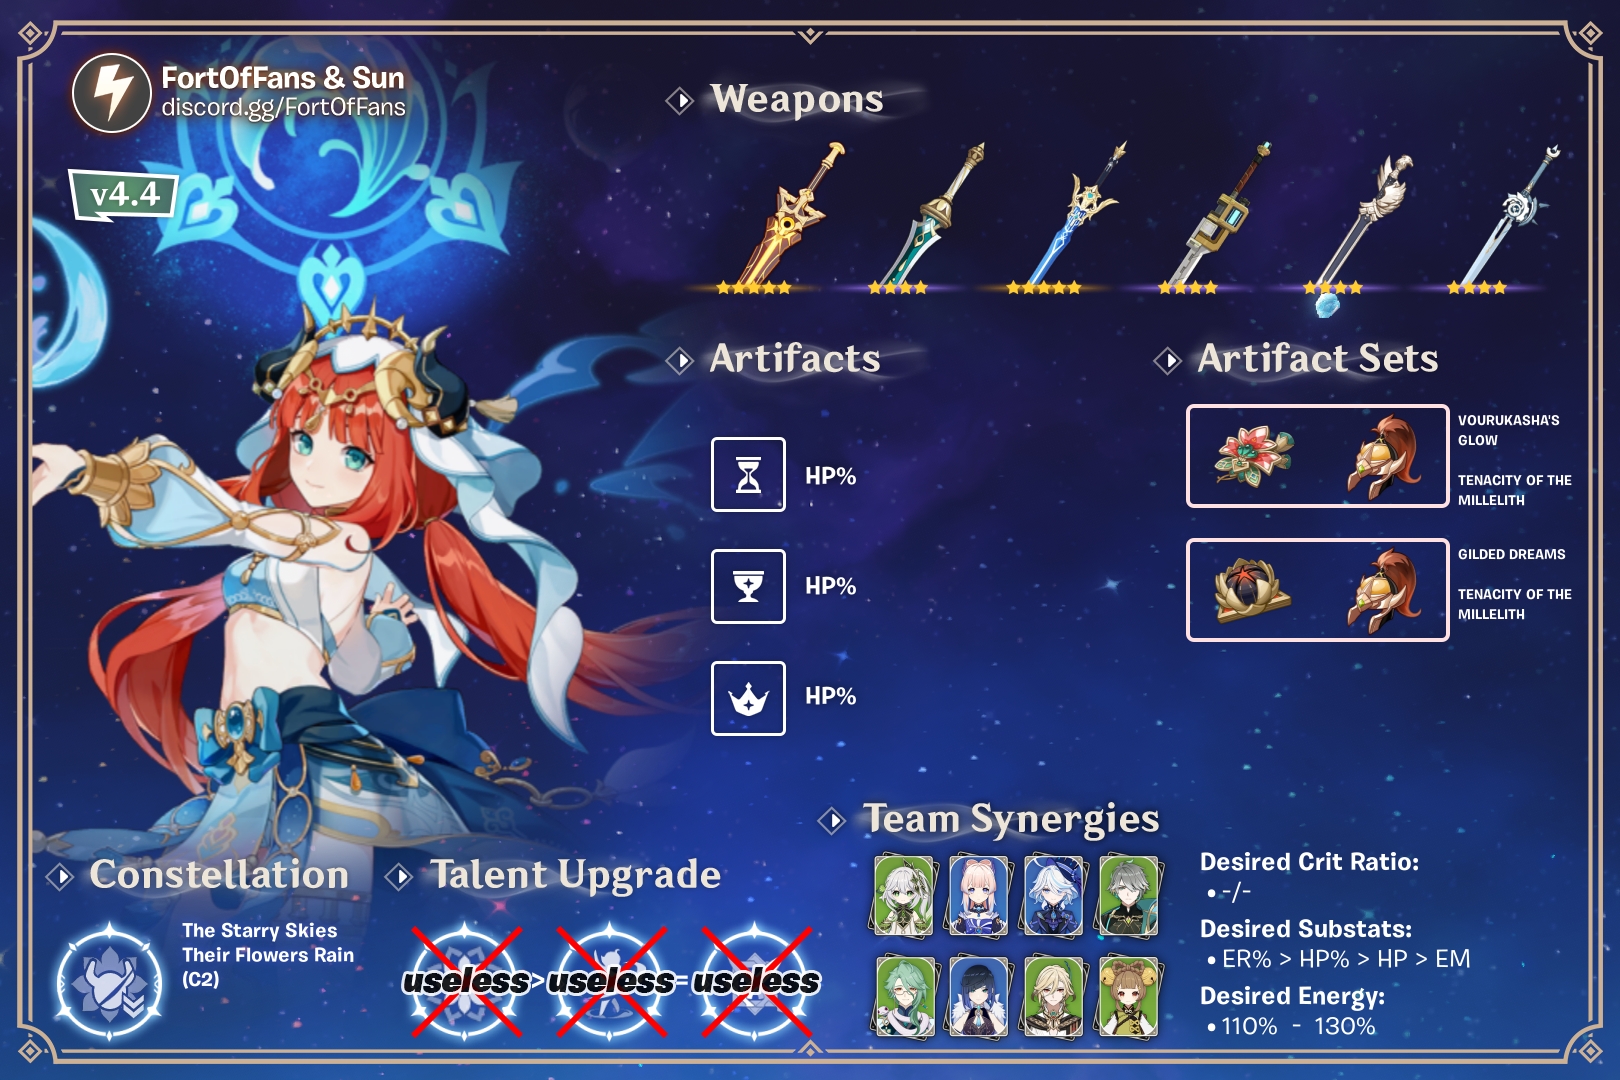 FortOfFans & Sun
discord.gg/FortOfFans
v4.4
Weapons
Artifacts
HP%
HP%
HP%
Artifact Sets
VOURUKASHA'S
GLOW
TENACITY OF THE
MILLELITH
GILDED DREAMS
TENACITY OF THE
MILLELITH
Constellation
The Starry Skies
Their Flowers Rain
(C2)
Talent Upgrade
useless > useless = useless
Team Synergies
Desired Crit Ratio:
• -/-
Desired Substats:
• ER% > HP% > HP > EM
Desired Energy:
• 110% - 130%